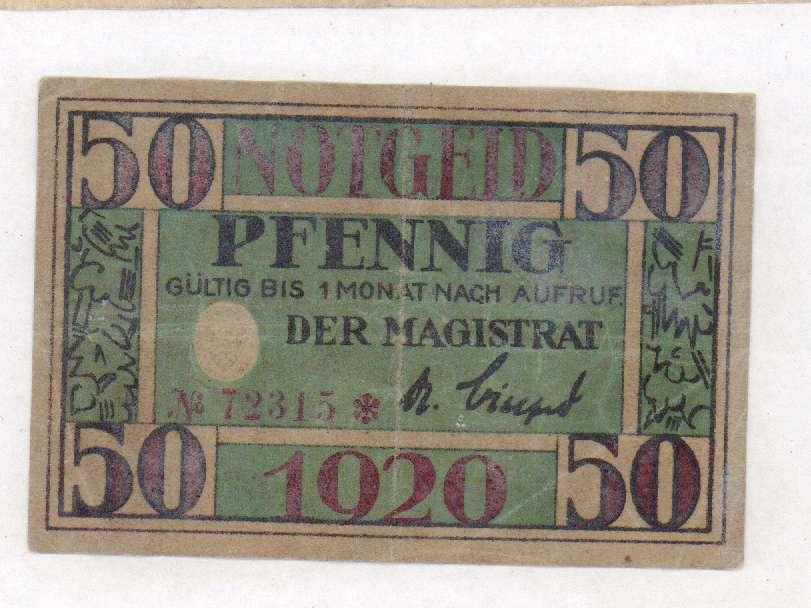 50 NOTGELD 50
PFENNIG
GÜLTIG BIS 1 MONAT NACH AUFRUF.
DER MAGISTRAT
№ 72315 *
50 1920 50